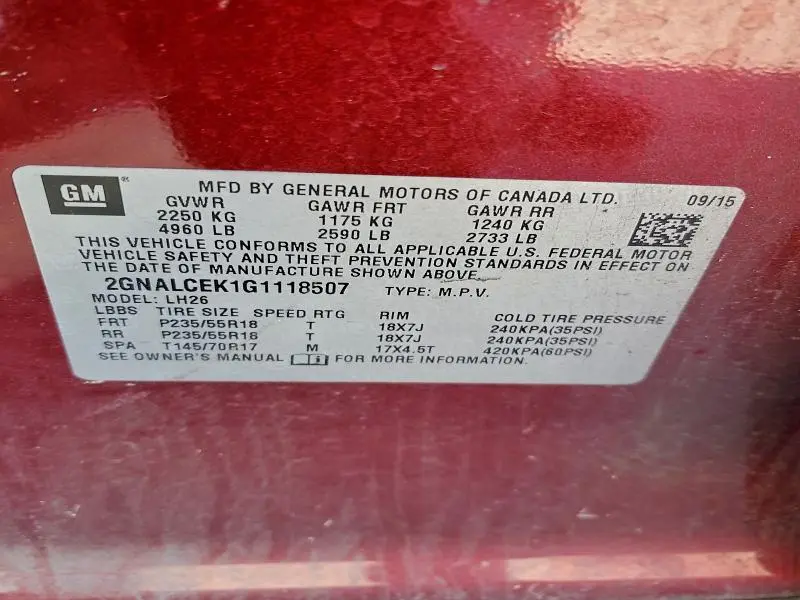 GM ®
MFD BY GENERAL MOTORS OF CANADA LTD. 09/15
GVWR GAWR FRT GAWR RR
2250 KG 1175 KG 1240 KG
4960 LB 2590 LB 2733 LB
THIS VEHICLE CONFORMS TO ALL APPLICABLE U.S. FEDERAL MOTOR
VEHICLE SAFETY AND THEFT PREVENTION STANDARDS IN EFFECT ON
THE DATE OF MANUFACTURE SHOWN ABOVE.
2GNALCEK1G1118507 TYPE: M.P.V.
MODEL: LH26
LBBS TIRE SIZE SPEED RTG RIM COLD TIRE PRESSURE
FRT P235/55R18 T 18X7J 240KPA(35PSI)
RR P235/55R18 T 18X7J 240KPA(35PSI)
SPA T145/70R17 M 17X4.5T 420KPA(60PSI)
SEE OWNER'S MANUAL FOR MORE INFORMATION.